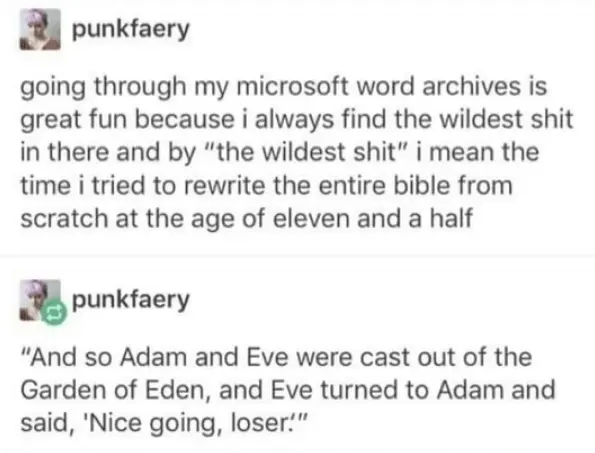 punkfaery
going through my microsoft word archives is
great fun because i always find the wildest shit
in there and by "the wildest shit" i mean the
time i tried to rewrite the entire bible from
scratch at the age of eleven and a half
punkfaery
"And so Adam and Eve were cast out of the
Garden of Eden, and Eve turned to Adam and
said, 'Nice going, loser.'"